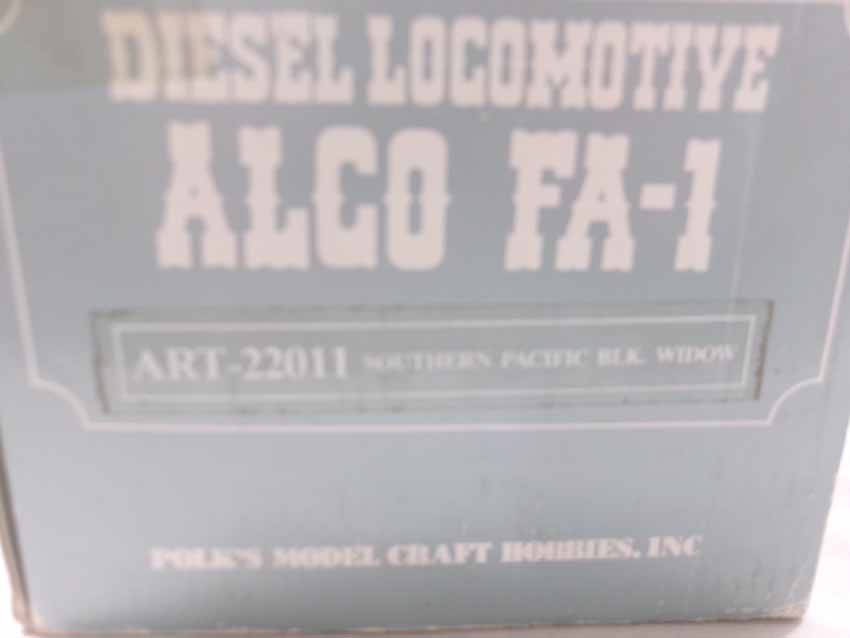 DIESEL LOCOMOTIVE
ALCO FA-1
ART-22011 SOUTHERN PACIFIC BLK. WIDOW
POLK'S MODEL CRAFT HOBBIES, INC